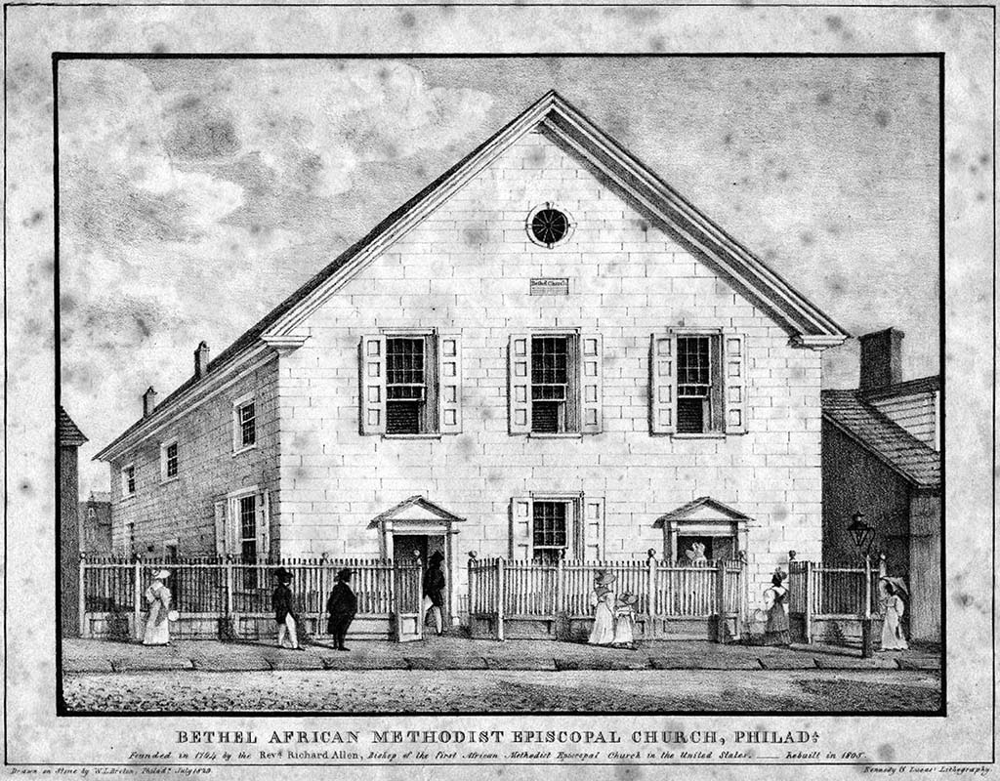 Bethel Church
BETHEL AFRICAN METHODIST EPISCOPAL CHURCH, PHILADᴬ
Founded in 1794 by the Revᵈ Richard Allen, Bishop of the first African Methodist Episcopal Church in the United States. Rebuilt in 1805.
Drawn on Stone by W.L.Breton, Philadᵃ July 1829. Kennedy & Lucas' Lithography.